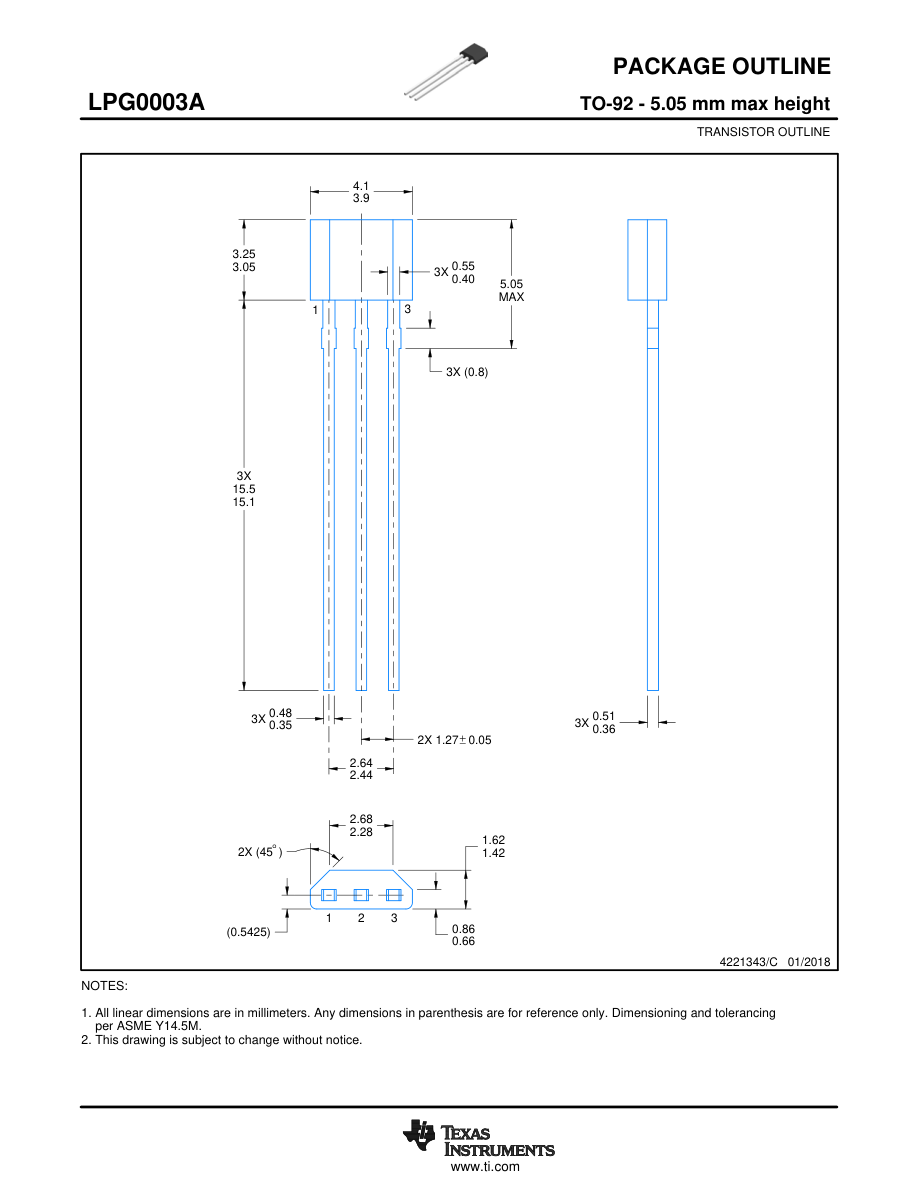 PACKAGE OUTLINE
LPG0003A
TO-92 - 5.05 mm max height
TRANSISTOR OUTLINE
4.1
3.9
3.25
3.05
3X 0.55
0.40
5.05
MAX
1
3
3X (0.8)
3X
15.5
15.1
3X 0.48
0.35
3X 0.51
0.36
2X 1.27± 0.05
2.64
2.44
2.68
2.28
2X (45°)
1.62
1.42
1 2 3
(0.5425)
0.86
0.66
4221343/C 01/2018
NOTES:
1. All linear dimensions are in millimeters. Any dimensions in parenthesis are for reference only. Dimensioning and tolerancing
per ASME Y14.5M.
2. This drawing is subject to change without notice.
TEXAS
INSTRUMENTS
www.ti.com